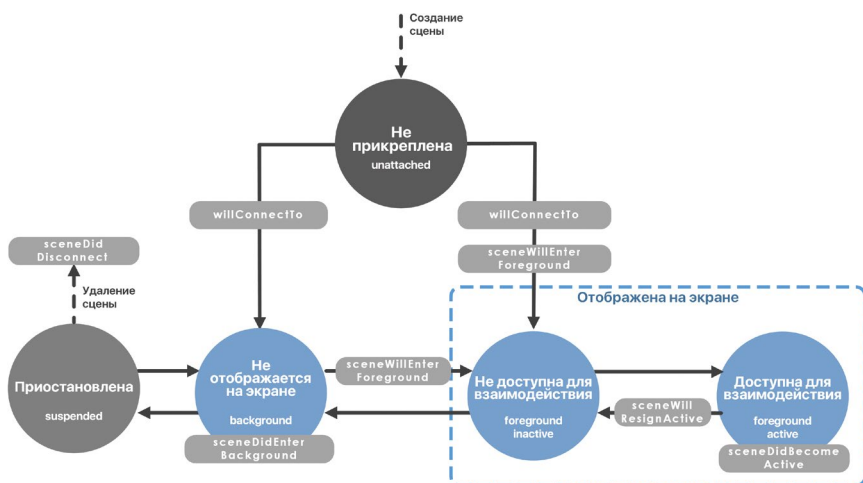 Создание
сцены
Не
прикреплена
unattached
willConnectTo
willConnectTo
sceneDid
Disconnect
sceneWillEnter
Foreground
Удаление
сцены
Отображена на экране
Приостановлена
suspended
Не
отображается
на экране
background
sceneDidEnter
Background
sceneWillEnter
Foreground
Не доступна для
взаимодействия
foreground
inactive
sceneWill
ResignActive
Доступна для
взаимодействия
foreground
active
sceneDidBecome
Active